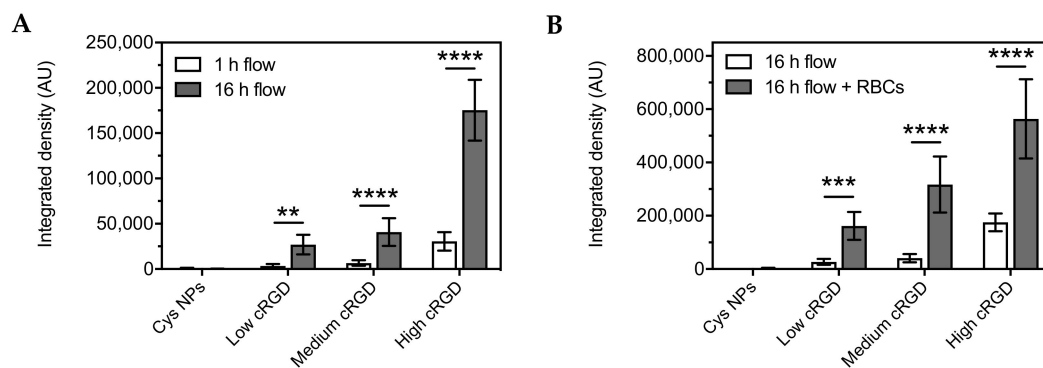 A
Integrated density (AU)
250,000
200,000
150,000
100,000
50,000
0
1 h flow
16 h flow
**
****
****
Cys NPs
Low cRGD
Medium cRGD
High cRGD
B
Integrated density (AU)
800,000
600,000
400,000
200,000
0
16 h flow
16 h flow + RBCs
***
****
****
Cys NPs
Low cRGD
Medium cRGD
High cRGD